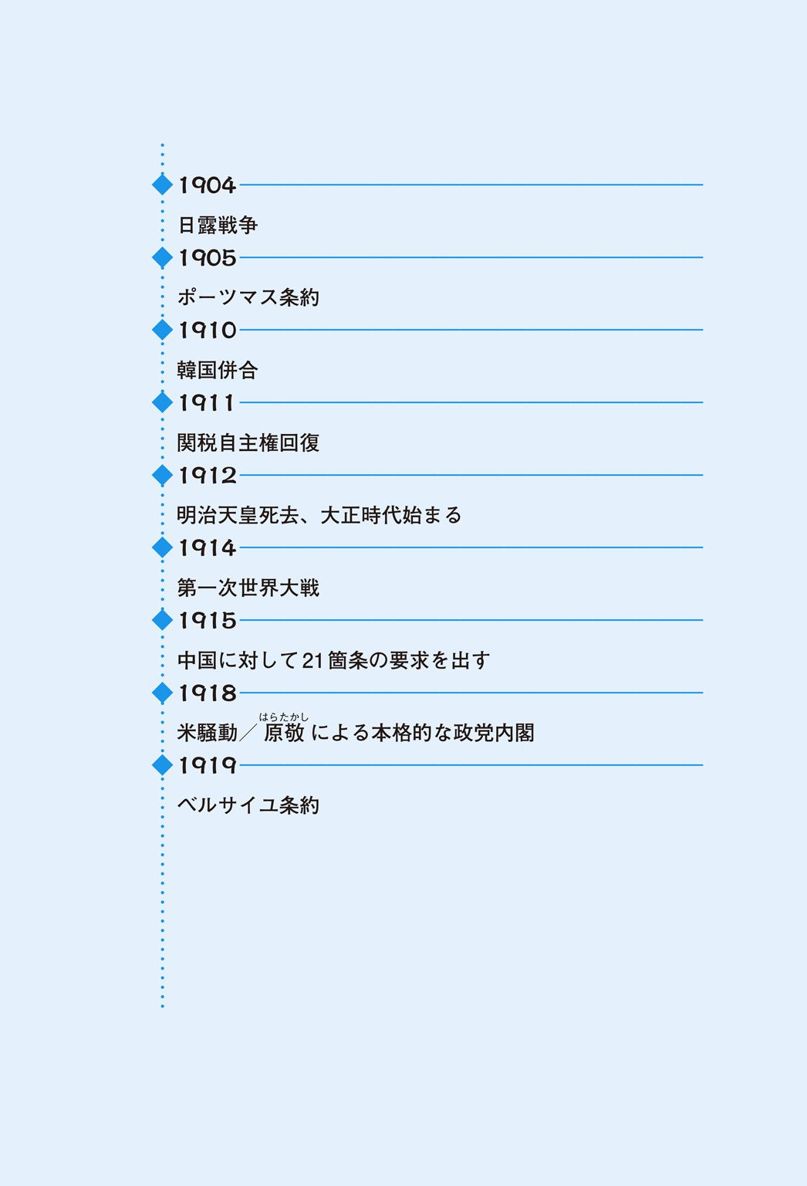 1904
日露戦争
1905
ポーツマス条約
1910
韓国併合
1911
関税自主権回復
1912
明治天皇死去、大正時代始まる
1914
第一次世界大戦
1915
中国に対して21箇条の要求を出す
1918
はらたかし
米騒動／原敬による本格的な政党内閣
1919
ベルサイユ条約